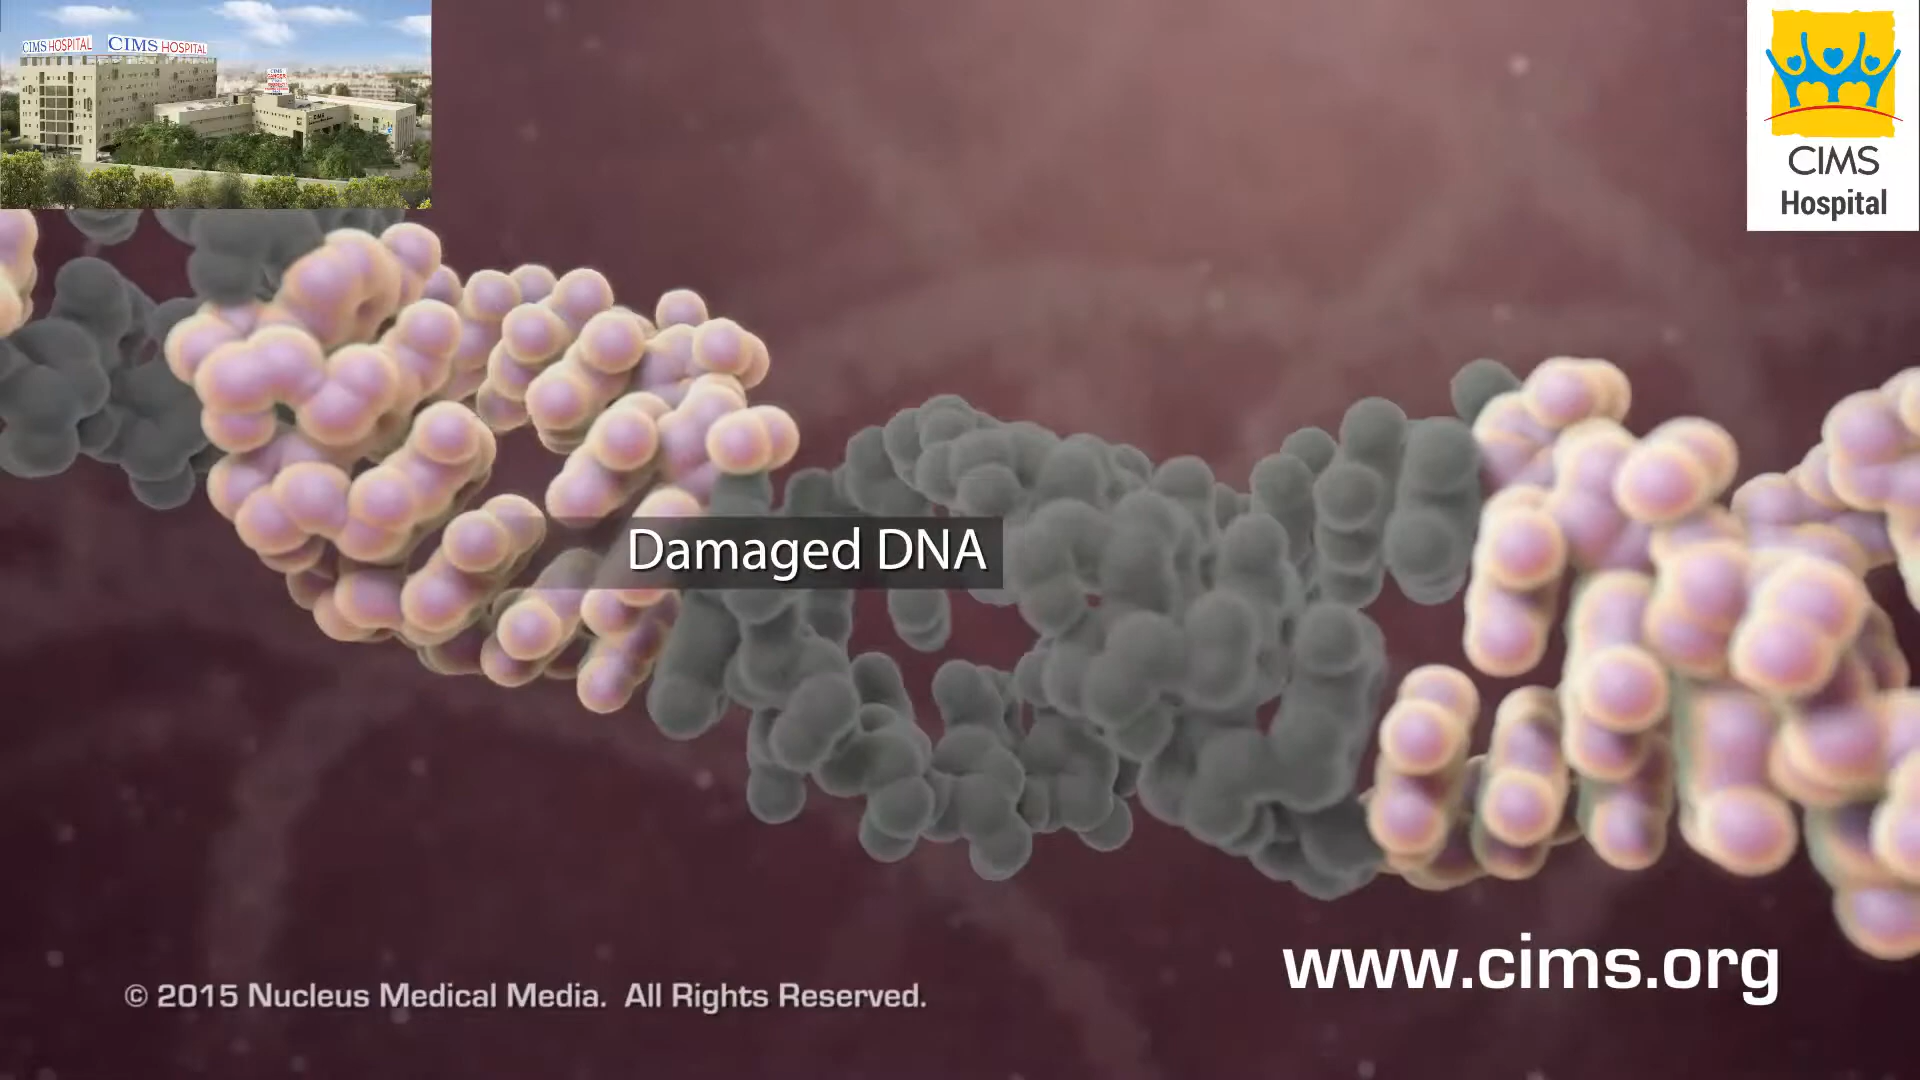 CIMS HOSPITAL CIMS HOSPITAL
CIMS
Hospital
Damaged DNA
www.cims.org
© 2015 Nucleus Medical Media. All Rights Reserved.